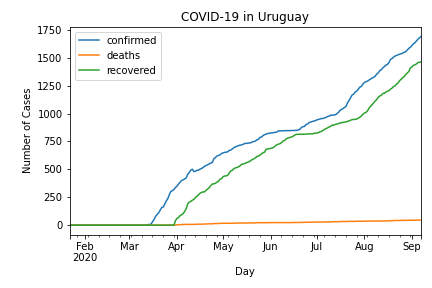 COVID-19 in Uruguay
confirmed
deaths
recovered
Number of Cases
1750
1500
1250
1000
750
500
250
0
Feb
2020
Mar
Apr
May
Jun
Jul
Aug
Sep
Day